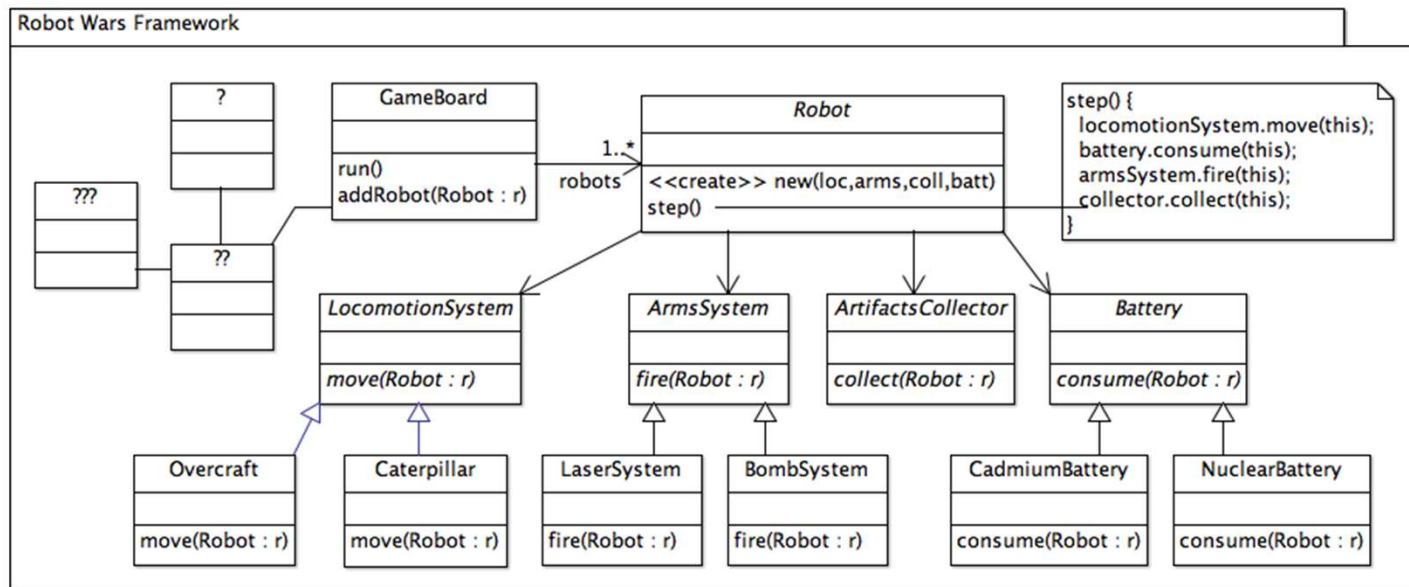 Robot Wars Framework
?
GameBoard
run()
addRobot(Robot : r)
1..*
robots
Robot
<<create>> new(loc,arms,coll,batt)
step()
step() {
locomotionSystem.move(this);
battery.consume(this);
armsSystem.fire(this);
collector.collect(this);
}
???
??
LocomotionSystem
move(Robot : r)
ArmsSystem
fire(Robot : r)
ArtifactsCollector
collect(Robot : r)
Battery
consume(Robot : r)
Overcraft
move(Robot : r)
Caterpillar
move(Robot : r)
LaserSystem
fire(Robot : r)
BombSystem
fire(Robot : r)
CadmiumBattery
consume(Robot : r)
NuclearBattery
consume(Robot : r)